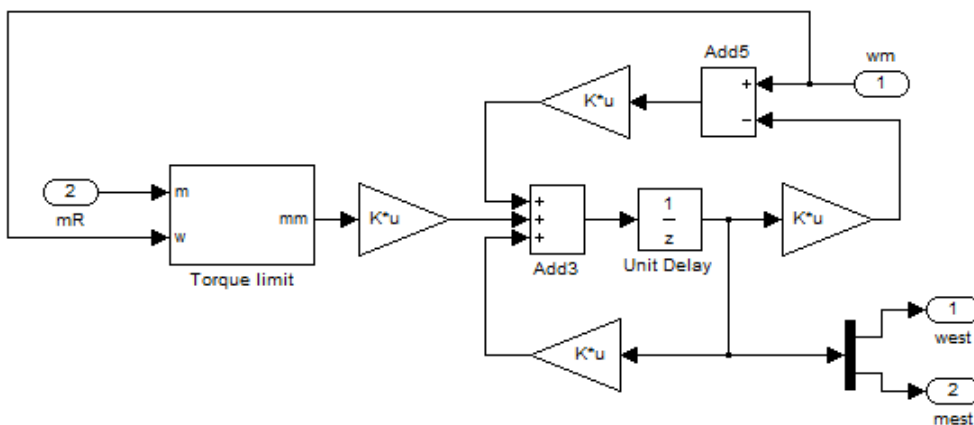 Add5
wm
1
K*u
+
−
2
mR
m
w
mm
Torque limit
K*u
+
+
+
Add3
1
z
Unit Delay
K*u
K*u
1
west
2
mest